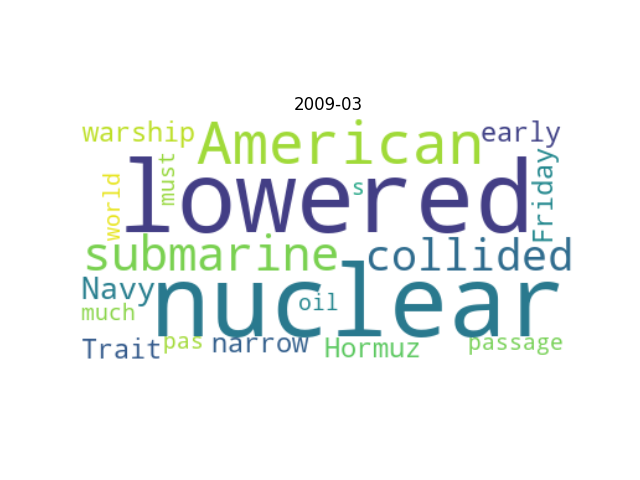 2009-03
warship American early
world must s Friday
lowered
submarine collided
Navy nuclear oil
much
Trait pas narrow Hormuz passage